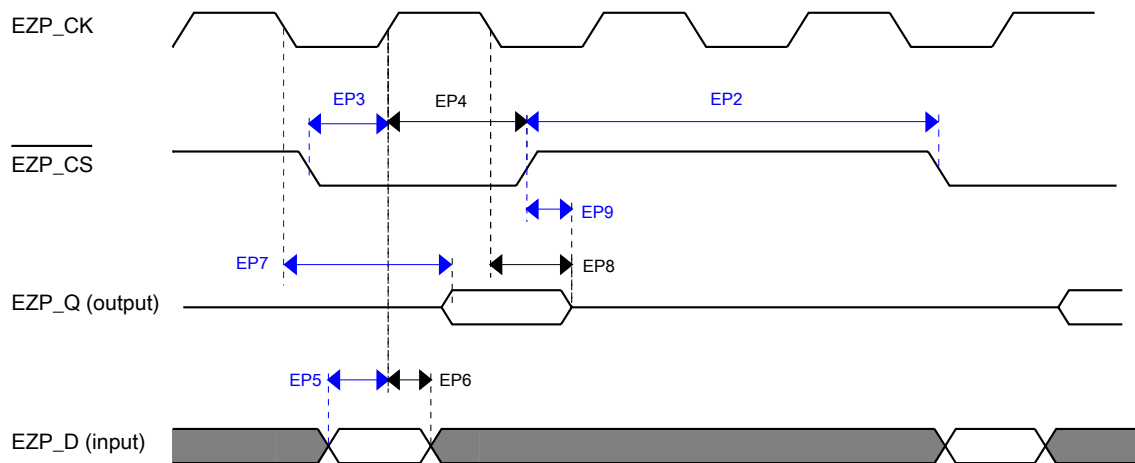 EZP_CK
EP3
EP4
EP2
EZP_CS
EP9
EP7
EP8
EZP_Q (output)
EP5
EP6
EZP_D (input)